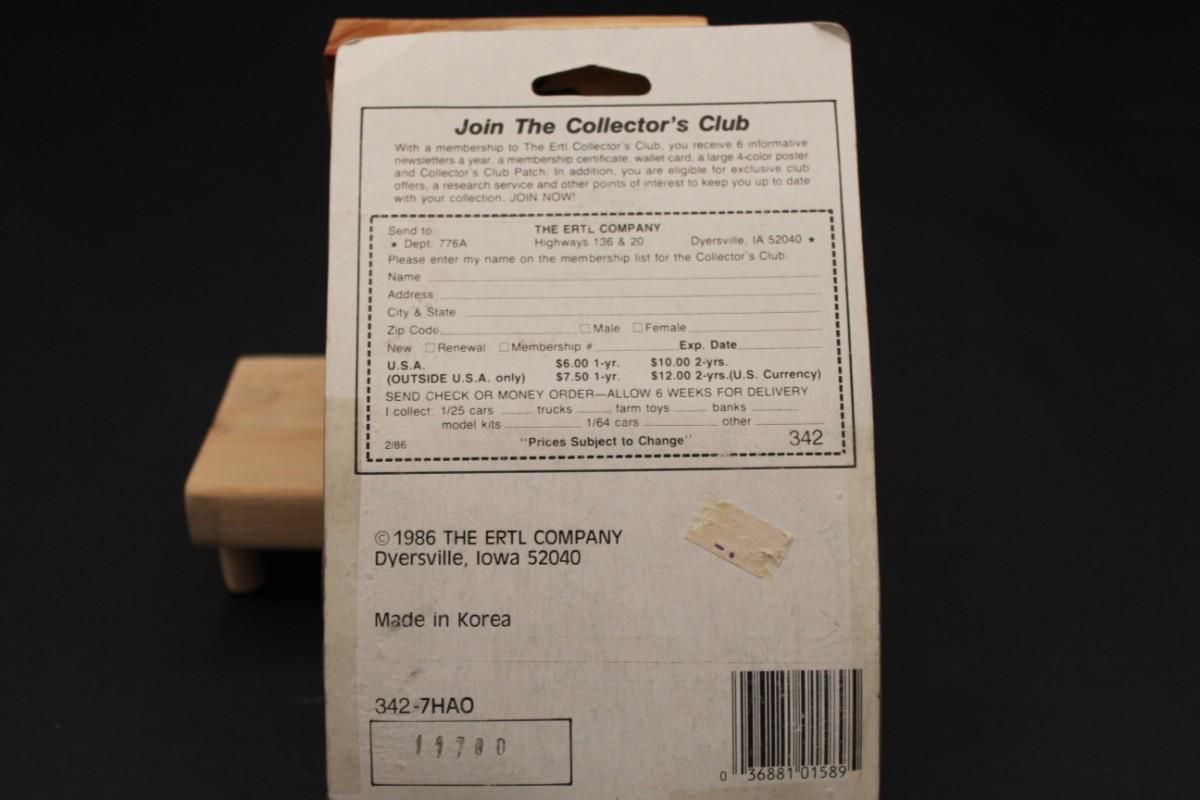 Join The Collector's Club
With a membership to The Ertl Collector's Club, you receive 6 informative
newsletters a year, a membership certificate, wallet card, a large 4-color poster
and Collector's Club Patch. In addition, you are eligible for exclusive club
offers, a research service and other points of interest to keep you up to date
with your collection. JOIN NOW!
Send to: THE ERTL COMPANY
★ Dept. 776A Highways 136 & 20 Dyersville, IA 52040 ★
Please enter my name on the membership list for the Collector's Club.
Name
Address
City & State
Zip Code □ Male □ Female
New □ Renewal □ Membership # Exp. Date
U.S.A. $6.00 1-yr. $10.00 2-yrs.
(OUTSIDE U.S.A. only) $7.50 1-yr. $12.00 2-yrs.(U.S. Currency)
SEND CHECK OR MONEY ORDER—ALLOW 6 WEEKS FOR DELIVERY.
I collect: 1/25 cars trucks farm toys banks
model kits 1/64 cars other
2/86 "Prices Subject to Change" 342
©1986 THE ERTL COMPANY
Dyersville, Iowa 52040
Made in Korea
342-7HAO
0 36881 01589